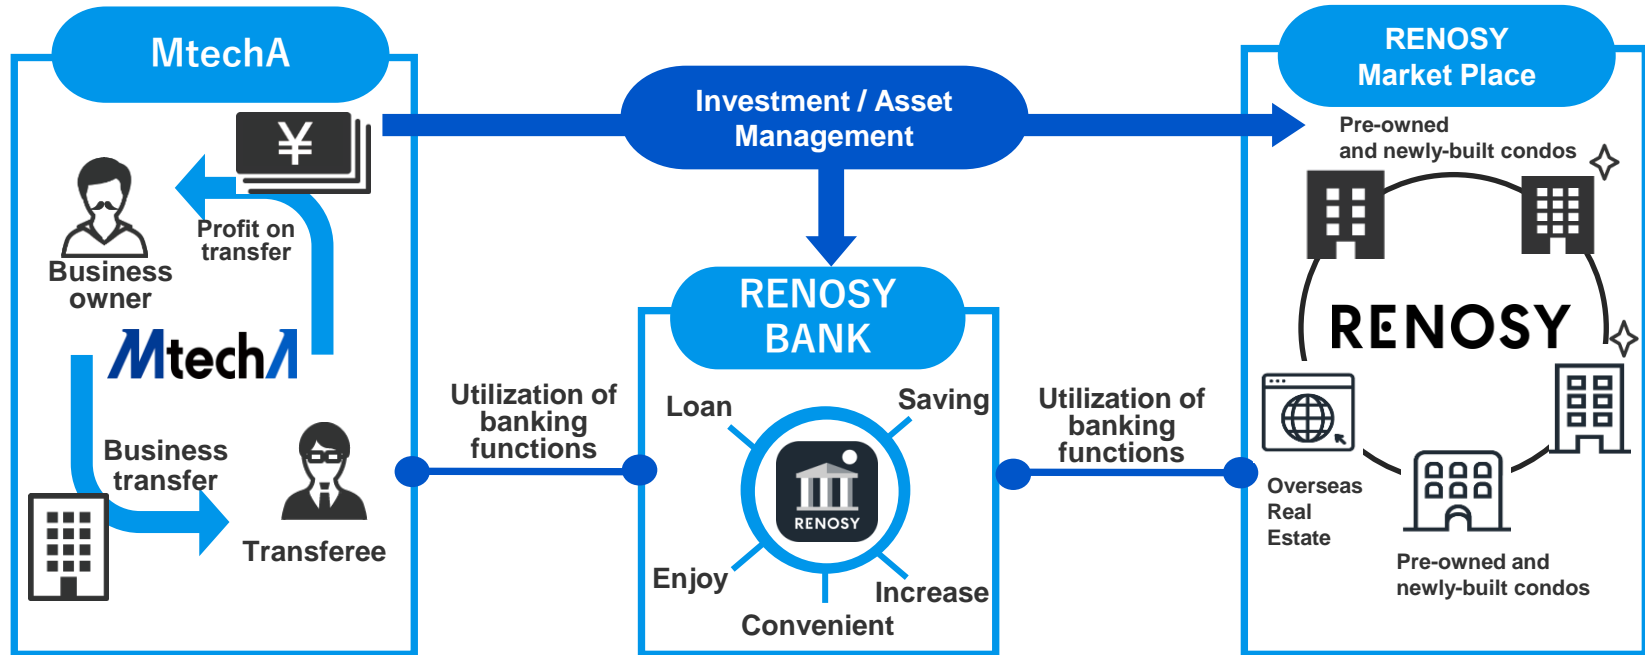 MtechA
¥
Profit on
transfer
Business
owner
MtechA
Business
transfer
Transferee
Investment / Asset
Management
Utilization of
banking
functions
RENOSY
BANK
Loan
Saving
RENOSY
Enjoy
Increase
Convenient
Utilization of
banking
functions
RENOSY
Market Place
Pre-owned
and newly-built condos
RENOSY
Overseas
Real
Estate
Pre-owned and
newly-built condos